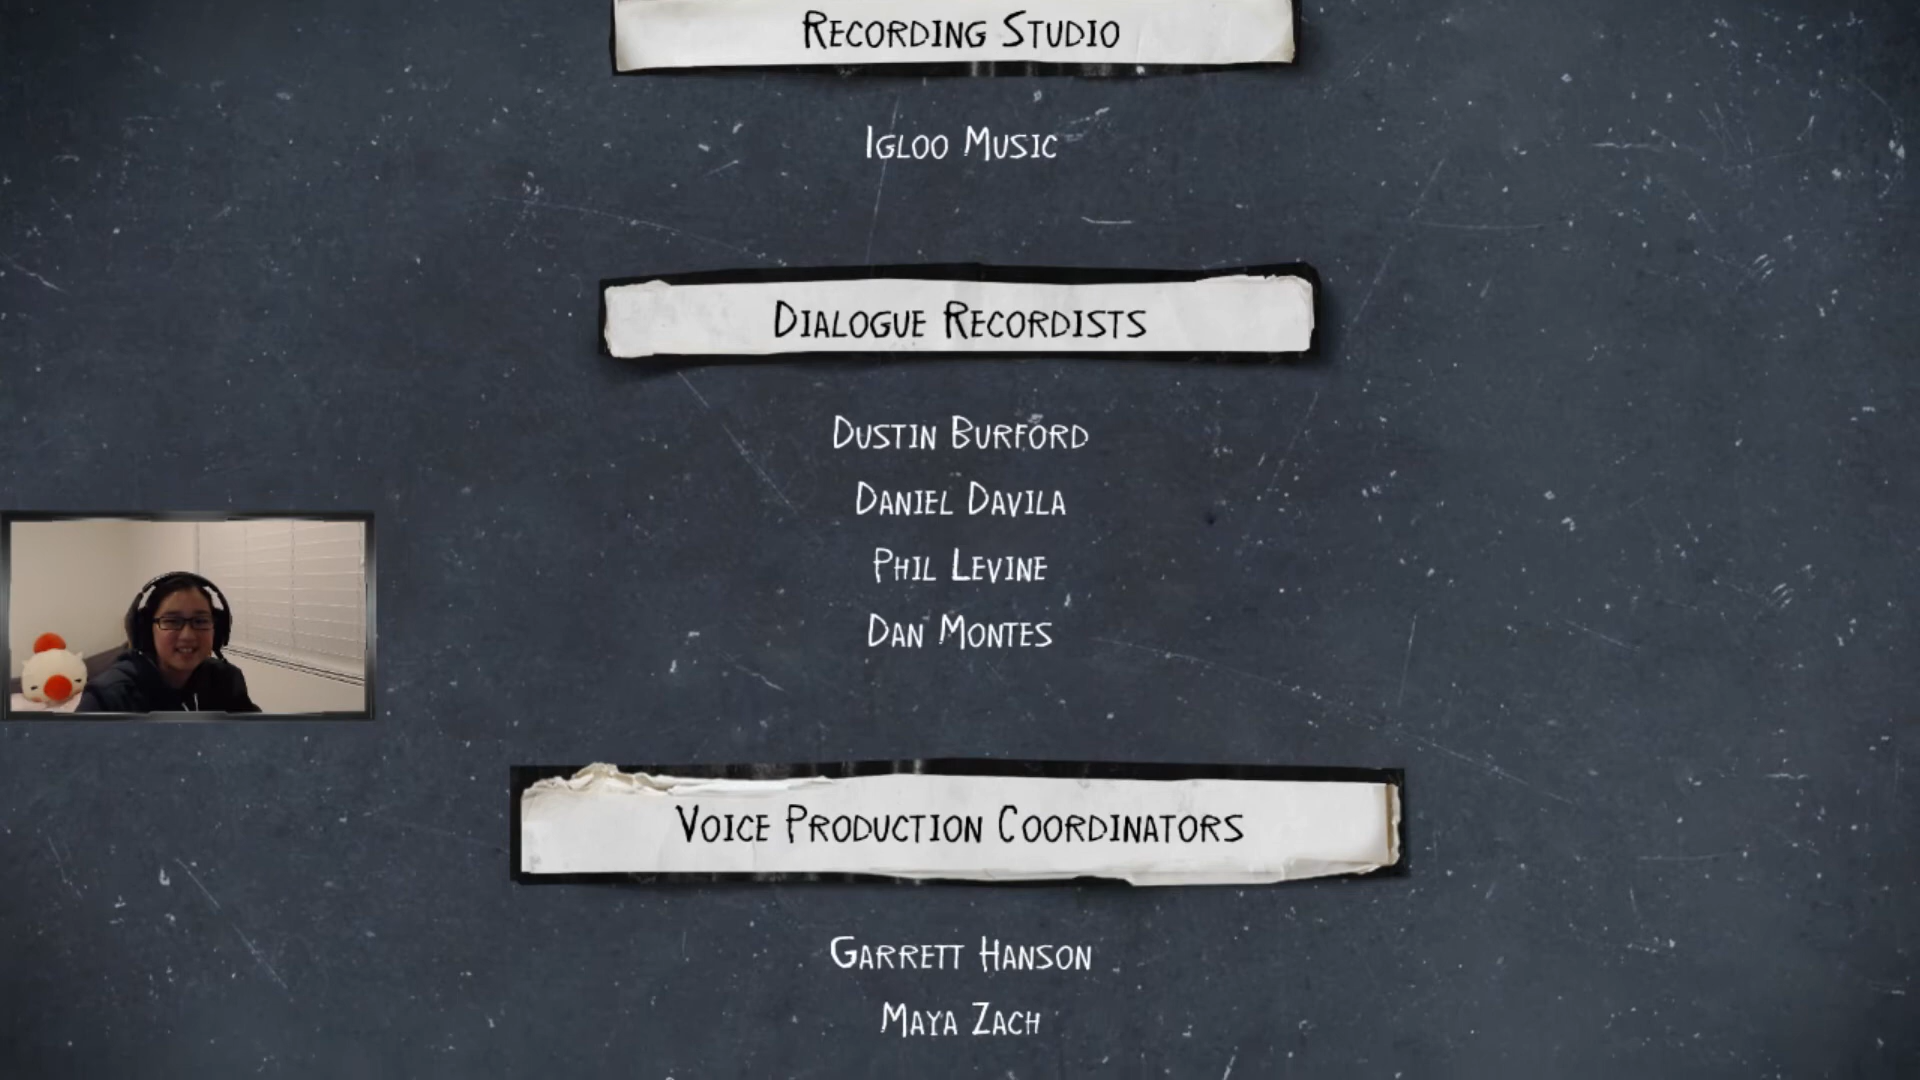 Recording Studio
Igloo Music
Dialogue Recordists
Dustin Burford
Daniel Davila
Phil Levine
Dan Montes
Voice Production Coordinators
Garrett Hanson
Maya Zach